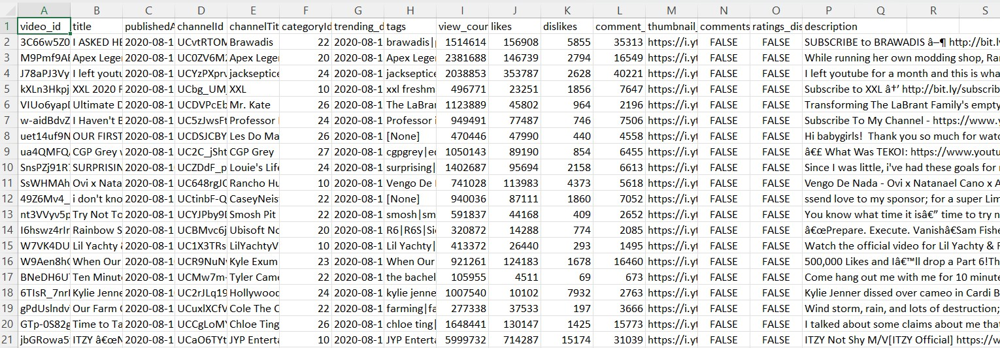 A B C D E F G H I J K L M N O P Q R S
1 video_id title publishedA channelId channelTit categoryId trending_d tags view_coun likes dislikes comment_ thumbnail_ comments ratings_dis description
2 3C66w5Z0 I ASKED HE 2020-08-1 UCvtRTOM Brawadis 22 2020-08-1 brawadis| 1514614 156908 5855 35313 https://i.yt FALSE FALSE SUBSCRIBE to BRAWADIS â–¶ http://bit.ly
3 M9Pmf9AE Apex Lege 2020-08-1 UC0ZV6M2 Apex Lege 20 2020-08-1 Apex Lege 2381688 146739 2794 16549 https://i.yt FALSE FALSE While running her own modding shop, Ra
4 J78aPJ3Vy I left youtu 2020-08-1 UCYzPXprv jackseptice 24 2020-08-1 jackseptice 2038853 353787 2628 40221 https://i.yt FALSE FALSE I left youtube for a month and this is wha
5 kXLn3Hkpj XXL 2020 F 2020-08-1 UCbg_UM XXL 10 2020-08-1 xxl freshm 496771 23251 1856 7647 https://i.yt FALSE FALSE Subscribe to XXL â†’ http://bit.ly/subscrib
6 VIUo6yapD Ultimate D 2020-08-1 UCDVPcEb Mr. Kate 26 2020-08-1 The LaBrar 1123889 45802 964 2196 https://i.yt FALSE FALSE Transforming The LaBrant Family's empty
7 w-aidBdvZ I Haven't E 2020-08-1 UC5zJwsFt Professor 24 2020-08-1 Professor i 949491 77487 746 7506 https://i.yt FALSE FALSE Subscribe To My Channel - https://www.y
8 uet14uf9N OUR FIRST 2020-08-1 UCDSJCBY Les Do Ma 26 2020-08-1 [None] 470446 47990 440 4558 https://i.yt FALSE FALSE Hi babygirls! Thank you so much for watc
9 ua4QMFQ CGP Grey v 2020-08-1 UC2C_jSht CGP Grey 27 2020-08-1 cgpgrey|ed 1050143 89190 854 6455 https://i.yt FALSE FALSE â€£ What Was TEKOI: https://www.youtu
10 SnsPZj91R SURPRISIN 2020-08-1 UCZDdF_p Louie's Life 24 2020-08-1 surprising| 1402687 95694 2158 6613 https://i.yt FALSE FALSE Since I was little, i've had these goals for
11 SsWHMAh Ovi x Nata 2020-08-1 UC648rgJC Rancho Hu 10 2020-08-1 Vengo De 741028 113983 4373 5618 https://i.yt FALSE FALSE Vengo De Nada - Ovi x Natanael Cano x A
12 49Z6Mv4_ i don't kno 2020-08-1 UCtinbF-Q CaseyNeis 22 2020-08-1 [None] 940036 87111 1860 7052 https://i.yt FALSE FALSE ssend love to my sponsor; for a super Lim
13 nt3VVyv5p Try Not To 2020-08-1 UCYJPby9D Smosh Pit 22 2020-08-1 smosh|sm 591837 44168 409 2652 https://i.yt FALSE FALSE You know what time it isâ€” time to try n
14 I6hswz4rIr Rainbow S 2020-08-1 UCBMvc6j Ubisoft No 20 2020-08-1 R6|R6S|Si 320872 14288 774 2085 https://i.yt FALSE FALSE â€œPrepare. Execute. Vanishâ€Sam Fishe
15 W7VK4DU Lil Yachty 2020-08-1 UC1X3TRs LilYachtyV 10 2020-08-1 Lil Yachty| 413372 26440 293 1495 https://i.yt FALSE FALSE Watch the official video for Lil Yachty & F
16 W9Aen8h When Our 2020-08-1 UCR9NuN Kyle Exum 23 2020-08-1 When Our 921261 124183 1678 16460 https://i.yt FALSE FALSE 500,000 Likes and Iâ€™ll drop a Part 6!Th
17 BNeDH6U Ten Minut 2020-08-1 UCMw7m- Tyler Came 22 2020-08-1 the bachel 105955 4511 69 673 https://i.yt FALSE FALSE Come hang out me with me for 10 minute
18 6TIsR_7nr Kylie Jenne 2020-08-1 UC2rJLq19 Hollywood 24 2020-08-1 kylie jenne 1007540 10102 7932 2763 https://i.yt FALSE FALSE Kylie Jenner dissed over cameo in Cardi B
19 gPdUslndv Our Farm 2020-08-1 UCuxlXCfV Cole The C 22 2020-08-1 farming|fa 277338 37533 197 3666 https://i.yt FALSE FALSE Wind storm, rain, and lots of destruction;
20 GTp-0S82g Time to Ta 2020-08-1 UCCgLoM Chloe Ting 26 2020-08-1 chloe ting| 1648441 130147 1425 15773 https://i.yt FALSE FALSE I talked about some claims about me tha
21 jbGRowa5 ITZY â€œN 2020-08-1 UCaO6TYt JYP Enterta 10 2020-08-1 JYP Enterta 5999732 714287 15174 31039 https://i.yt FALSE FALSE ITZY Not Shy M/V[ITZY Official] https://w